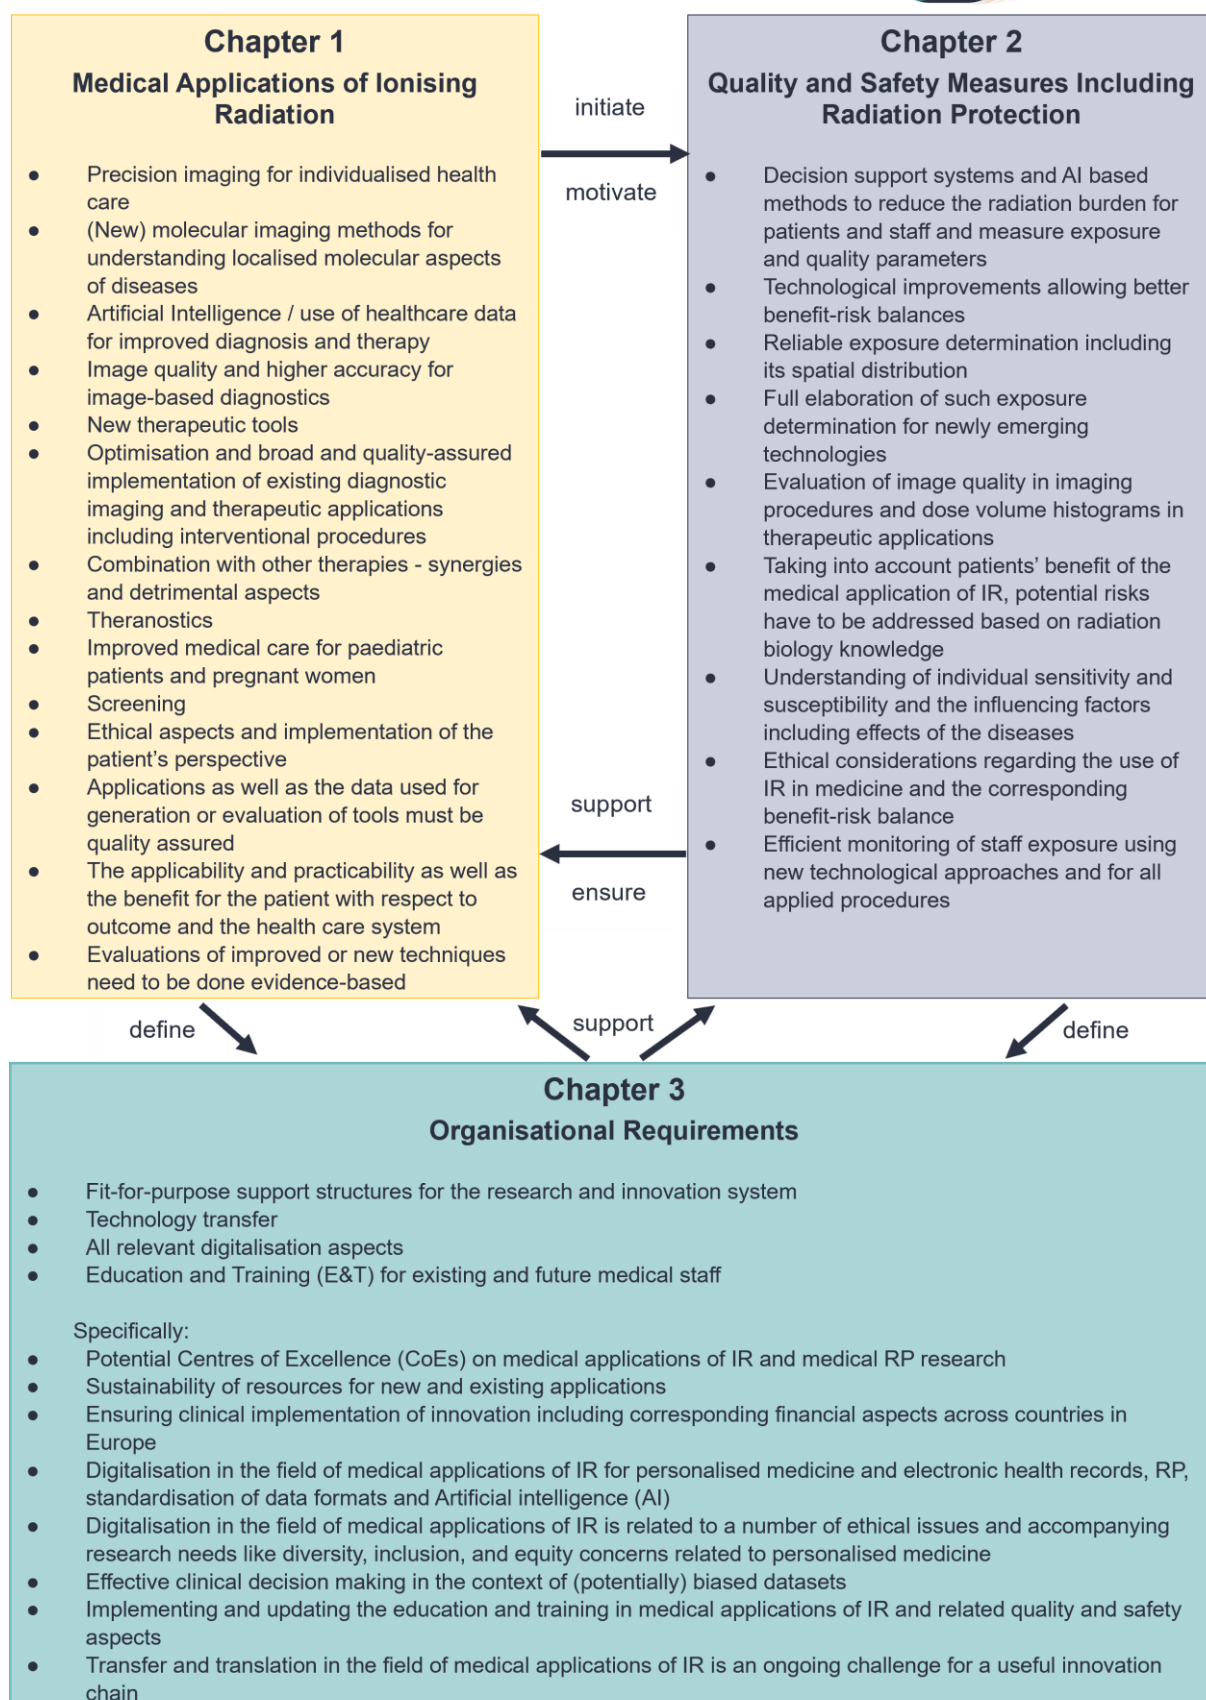 Chapter 1
Medical Applications of Ionising
Radiation
● Precision imaging for individualised health
care
● (New) molecular imaging methods for
understanding localised molecular aspects
of diseases
● Artificial Intelligence / use of healthcare data
for improved diagnosis and therapy
● Image quality and higher accuracy for
image-based diagnostics
● New therapeutic tools
● Optimisation and broad and quality-assured
implementation of existing diagnostic
imaging and therapeutic applications
including interventional procedures
● Combination with other therapies - synergies
and detrimental aspects
● Theranostics
● Improved medical care for paediatric
patients and pregnant women
● Screening
● Ethical aspects and implementation of the
patient’s perspective
● Applications as well as the data used for
generation or evaluation of tools must be
quality assured
● The applicability and practicability as well as
the benefit for the patient with respect to
outcome and the health care system
● Evaluations of improved or new techniques
need to be done evidence-based
initiate
motivate
support
ensure
Chapter 2
Quality and Safety Measures Including
Radiation Protection
● Decision support systems and AI based
methods to reduce the radiation burden for
patients and staff and measure exposure
and quality parameters
● Technological improvements allowing better
benefit-risk balances
● Reliable exposure determination including
its spatial distribution
● Full elaboration of such exposure
determination for newly emerging
technologies
● Evaluation of image quality in imaging
procedures and dose volume histograms in
therapeutic applications
● Taking into account patients’ benefit of the
medical application of IR, potential risks
have to be addressed based on radiation
biology knowledge
● Understanding of individual sensitivity and
susceptibility and the influencing factors
including effects of the diseases
● Ethical considerations regarding the use of
IR in medicine and the corresponding
benefit-risk balance
● Efficient monitoring of staff exposure using
new technological approaches and for all
applied procedures
define
support
define
Chapter 3
Organisational Requirements
● Fit-for-purpose support structures for the research and innovation system
● Technology transfer
● All relevant digitalisation aspects
● Education and Training (E&T) for existing and future medical staff
Specifically:
● Potential Centres of Excellence (CoEs) on medical applications of IR and medical RP research
● Sustainability of resources for new and existing applications
● Ensuring clinical implementation of innovation including corresponding financial aspects across countries in
Europe
● Digitalisation in the field of medical applications of IR for personalised medicine and electronic health records, RP,
standardisation of data formats and Artificial intelligence (AI)
● Digitalisation in the field of medical applications of IR is related to a number of ethical issues and accompanying
research needs like diversity, inclusion, and equity concerns related to personalised medicine
● Effective clinical decision making in the context of (potentially) biased datasets
● Implementing and updating the education and training in medical applications of IR and related quality and safety
aspects
● Transfer and translation in the field of medical applications of IR is an ongoing challenge for a useful innovation
chain